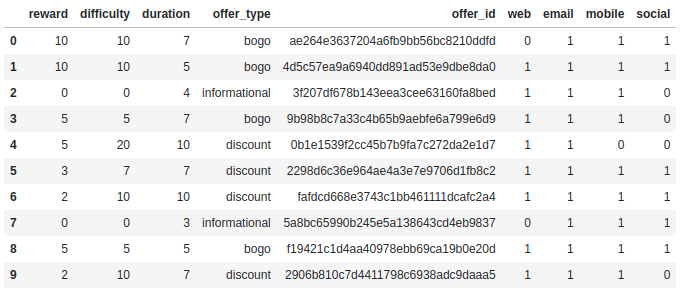 reward difficulty duration offer_type offer_id web email mobile social
0 10 10 7 bogo ae264e3637204a6fb9bb56bc8210ddfd 0 1 1 1
1 10 10 5 bogo 4d5c57ea9a6940dd891ad53e9dbe8da0 1 1 1 1
2 0 0 4 informational 3f207df678b143eea3cee63160fa8bed 1 1 1 0
3 5 5 7 bogo 9b98b8c7a33c4b65b9aebfe6a799e6d9 1 1 1 0
4 5 20 10 discount 0b1e1539f2cc45b7b9fa7c272da2e1d7 1 1 0 0
5 3 7 7 discount 2298d6c36e964ae4a3e7e9706d1fb8c2 1 1 1 1
6 2 10 10 discount fafdcd668e3743c1bb461111dcafc2a4 1 1 1 1
7 0 0 3 informational 5a8bc65990b245e5a138643cd4eb9837 0 1 1 1
8 5 5 5 bogo f19421c1d4aa40978ebb69ca19b0e20d 1 1 1 1
9 2 10 7 discount 2906b810c7d4411798c6938adc9daaa5 1 1 1 0